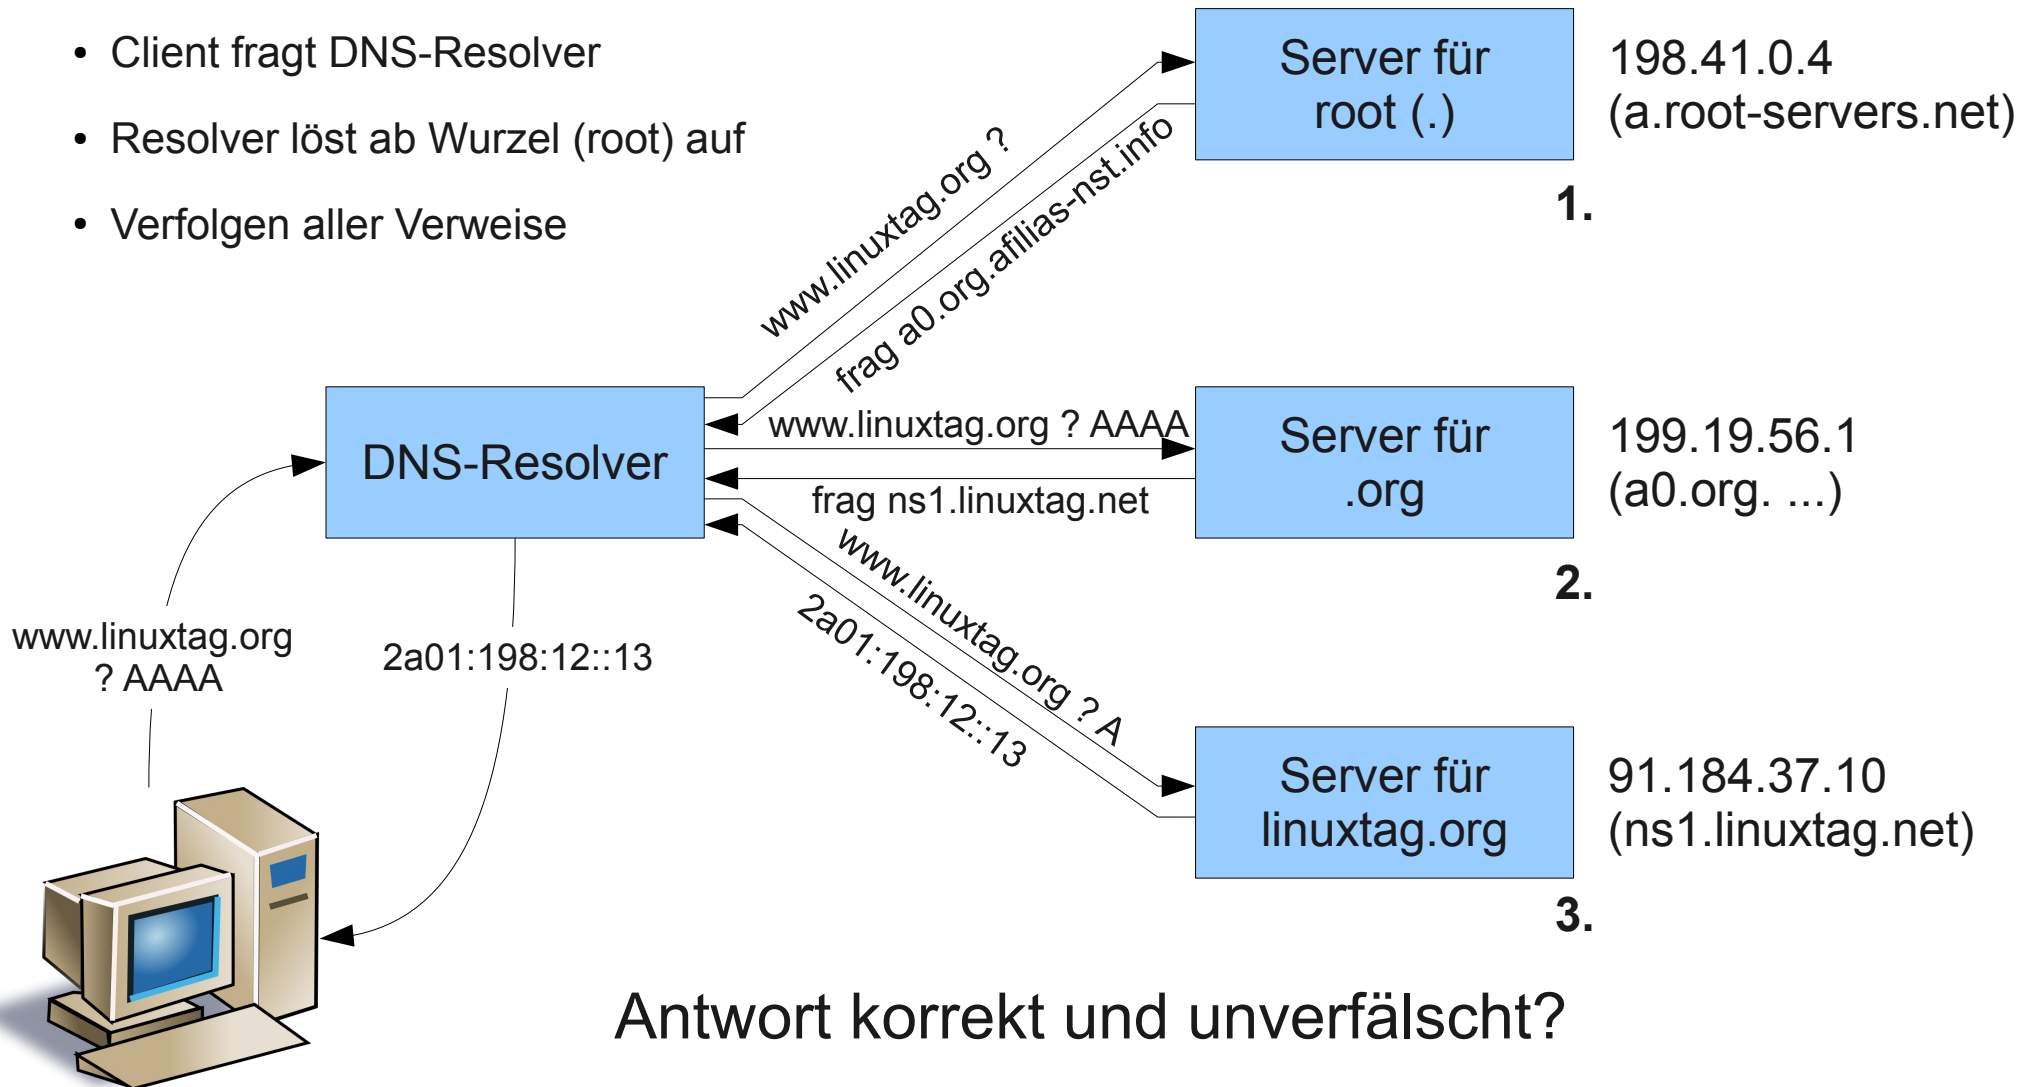 • Client fragt DNS-Resolver
• Resolver löst ab Wurzel (root) auf
• Verfolgen aller Verweise
Server für
root (.)
198.41.0.4
(a.root-servers.net)
1.
www.linuxtag.org ?
frag a0.org.afilias-nst.info
DNS-Resolver
www.linuxtag.org ? AAAA
frag ns1.linuxtag.net
Server für
.org
199.19.56.1
(a0.org. ...)
2.
www.linuxtag.org
? AAAA
2a01:198:12::13
www.linuxtag.org ? A
2a01:198:12::13
Server für
linuxtag.org
91.184.37.10
(ns1.linuxtag.net)
3.
Antwort korrekt und unverfälscht?